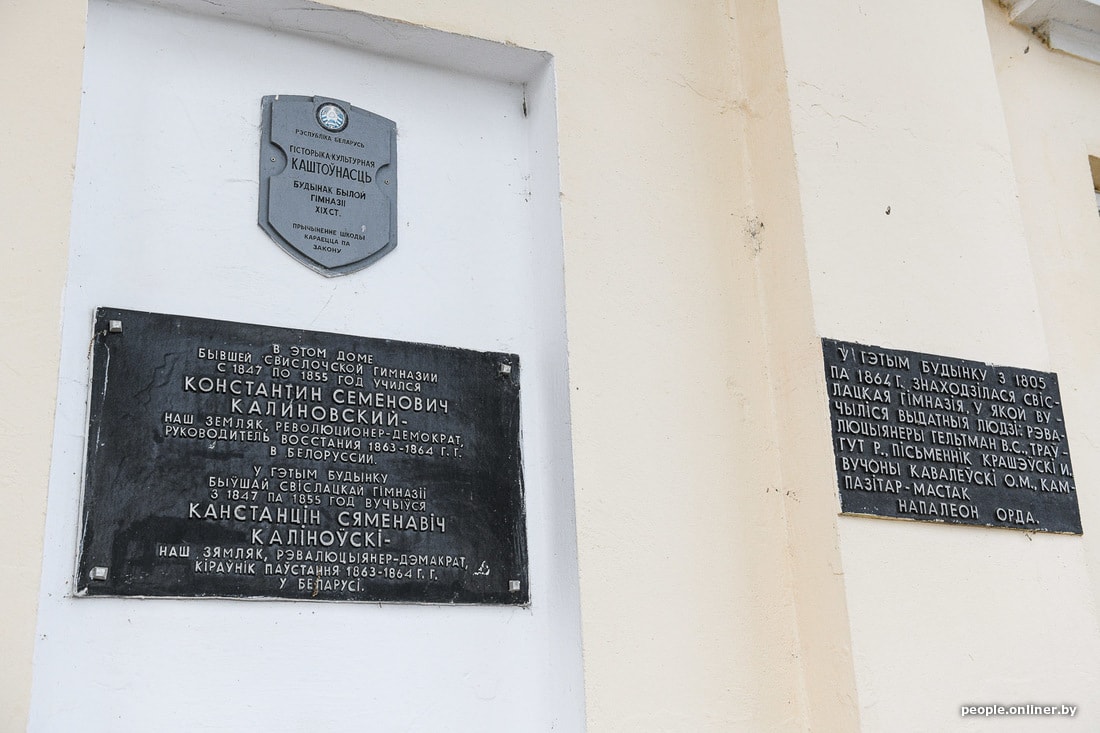 РЭСПУБЛІКА БЕЛАРУСЬ
ГІСТОРЫКА-КУЛЬТУРНАЯ
КАШТОЎНАСЦЬ
БУДЫНАК БЫЛОЙ
ГІМНАЗІІ
XIX СТ.
ПРЫЧЫНЕННЕ ШКОДЫ
КАРАЕЦЦА ПА
ЗАКОНУ
В ЭТОМ ДОМЕ
БЫВШЕЙ СВИСЛОЧСКОЙ ГИМНАЗИИ
С 1847 ПО 1855 ГОД УЧИЛСЯ
КОНСТАНТИН СЕМЕНОВИЧ
КАЛИНОВСКИЙ-
НАШ ЗЕМЛЯК, РЕВОЛЮЦИОНЕР-ДЕМОКРАТ,
РУКОВОДИТЕЛЬ ВОССТАНИЯ 1863-1864 Г. Г.
В БЕЛОРУССИИ.
У ГЭТЫМ БУДЫНКУ
БЫЎШАЙ СВІСЛАЦКАЙ ГІМНАЗІІ
З 1847 ПА 1855 ГОД ВУЧЫЎСЯ
КАНСТАНЦІН СЯМЕНАВІЧ
КАЛІНОЎСКІ-
НАШ ЗЯМЛЯК, РЭВАЛЮЦЫЯНЕР-ДЭМАКРАТ,
КІРАЎНІК ПАЎСТАННЯ 1863-1864 Г. Г.
У БЕЛАРУСІ.
У ГЭТЫМ БУДЫНКУ З 1805
ПА 1864 Г. ЗНАХОДЗІЛАСЯ СВІС-
ЛАЦКАЯ ГІМНАЗІЯ, У ЯКОЙ ВУ-
ЧЫЛІСЯ ВЫДАТНЫЯ ЛЮДЗІ: РЭВА-
ЛЮЦЫЯНЕРЫ ГЕЛЬТМАН В.С., ТРАУ-
ГУТ Р., ПІСЬМЕННІК КРАШЭЎСКІ И.
ВУЧОНЫ КАВАЛЕЎСКІ О.М., КАМ-
ПАЗІТАР-МАСТАК
НАПАЛЕОН ОРДА.
people.onliner.by